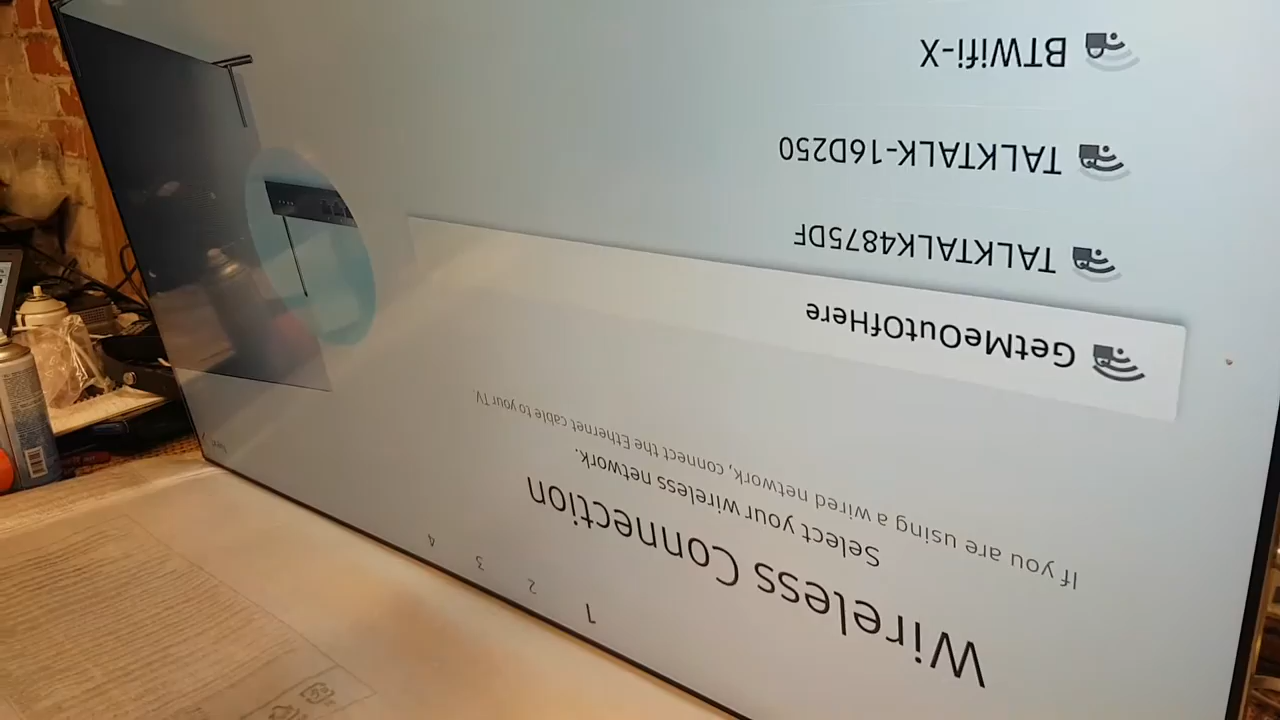 1 2 3 4
Wireless Connection
Select your wireless network.
If you are using a wired network, connect the Ethernet cable to your TV.
GetMeOutOfHere
TALKTALK4875DF
TALKTALK-16D250
BTWifi-X